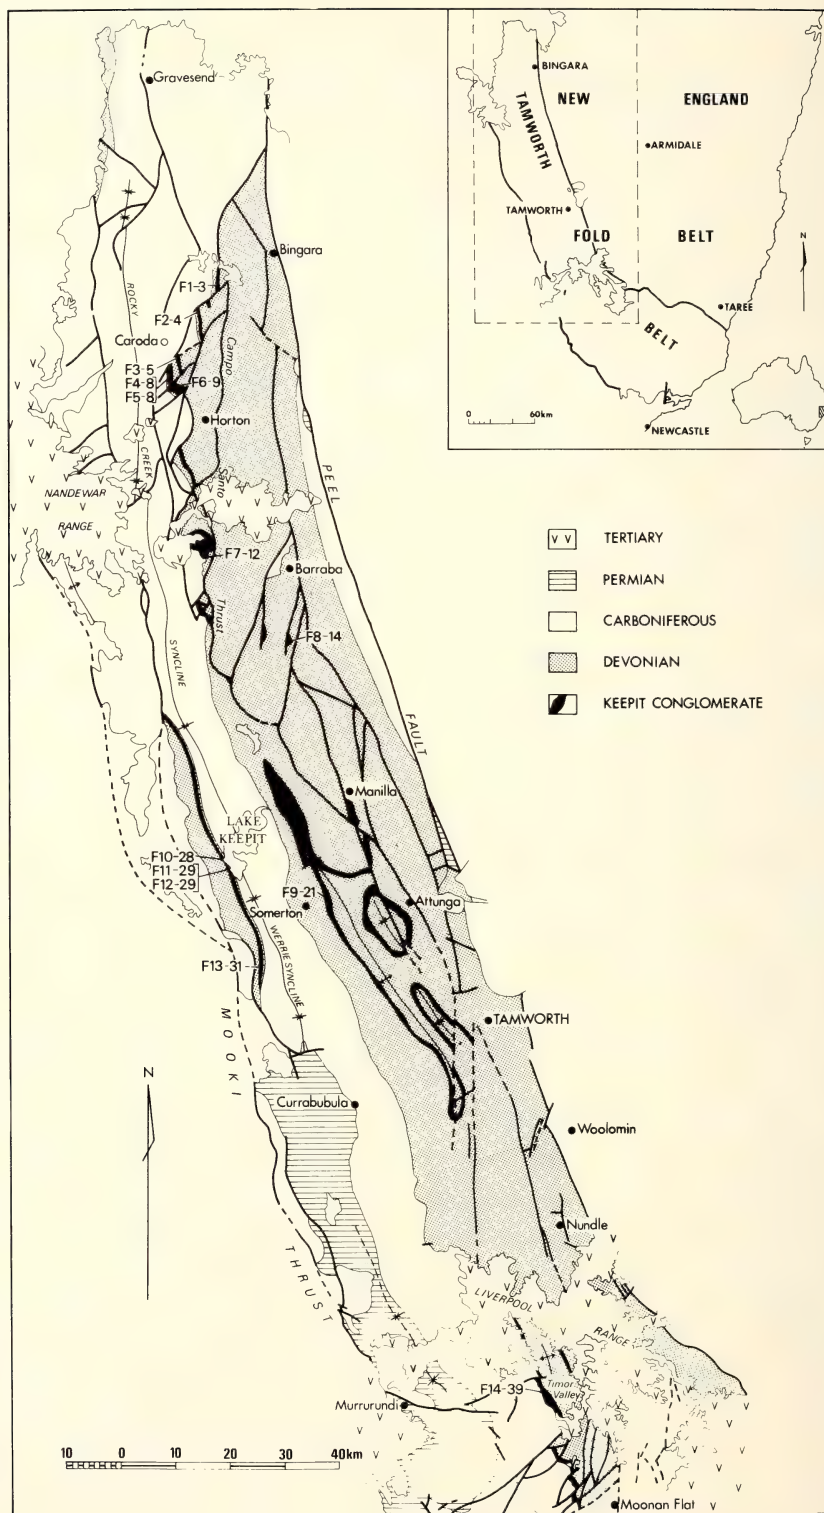 Gravesend
BINGARA
NEW
ENGLAND
TAMWORTH
ARMIDALE
TAMWORTH
FOLD
BELT
N
TAREE
BELT
0 60km
NEWCASTLE
Bingara
ROCKY
F1-3
F2-4
Caroda
Campo
F3-5
F4-8
F5-8
F6-9
Horton
CREEK
PEEL
NANDEWAR
RANGE
Santo
F7-12
Barraba
Thrust
F8-14
SYNCLINE
v v TERTIARY
PERMIAN
CARBONIFEROUS
DEVONIAN
KEEPIT CONGLOMERATE
FAULT
Manilla
LAKE
KEEPIT
F10-28
F11-29
F12-29
F9-21
Attunga
Somerton
WERRIE SYNCLINE
F13-31
MOOKI
TAMWORTH
N
Currabubula
Woolomin
Nundle
THRUST
LIVERPOOL
RANGE
F14-39
Timor
Valley
Murrurundi
10 0 10 20 30 40km
Moonan Flat